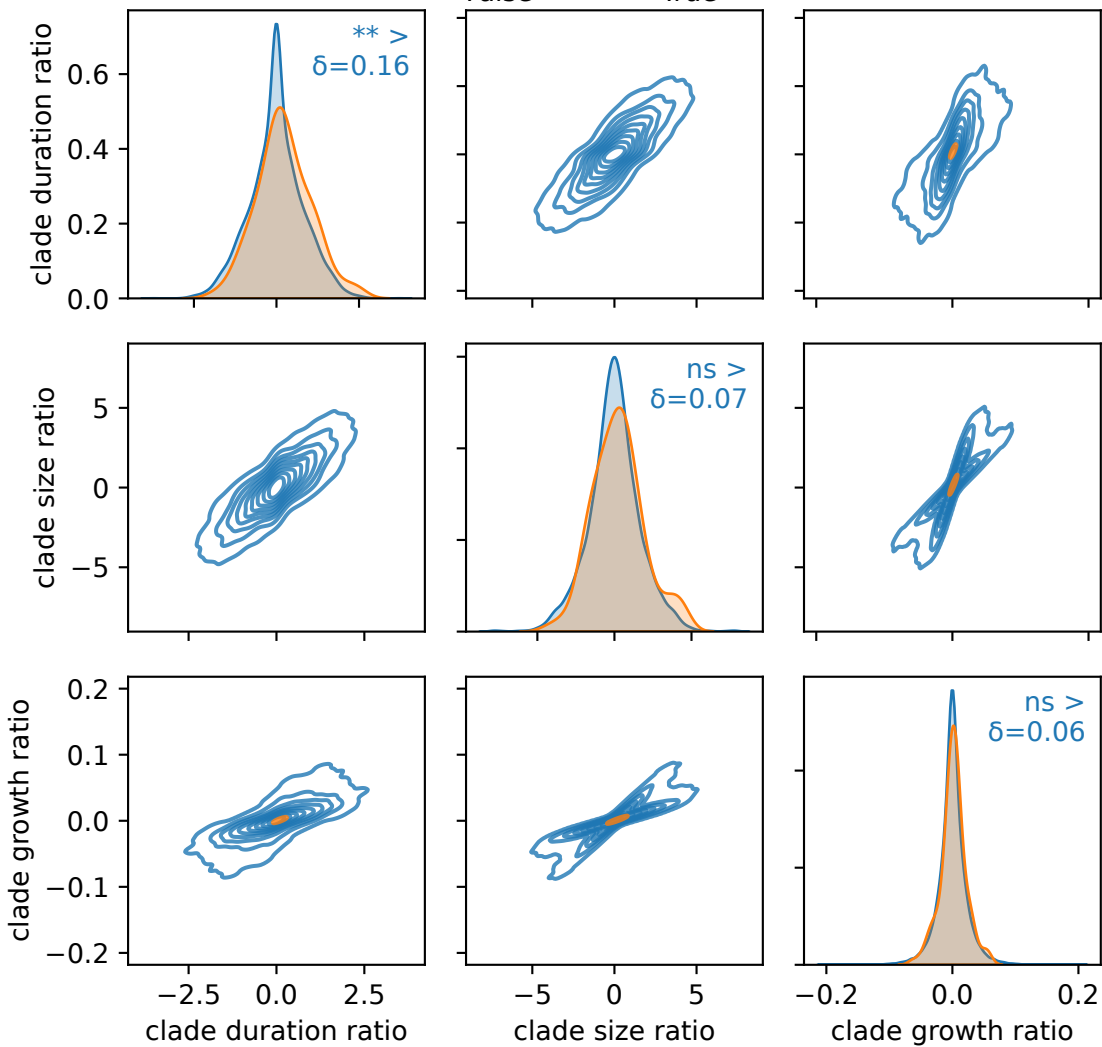 clade duration ratio
0.6
0.4
0.2
0.0
** >
δ=0.16
clade size ratio
5
0
−5
ns >
δ=0.07
clade growth ratio
0.2
0.1
0.0
−0.1
−0.2
ns >
δ=0.06
−2.5 0.0 2.5
−5 0 5
−0.2 0.0 0.2
clade duration ratio
clade size ratio
clade growth ratio